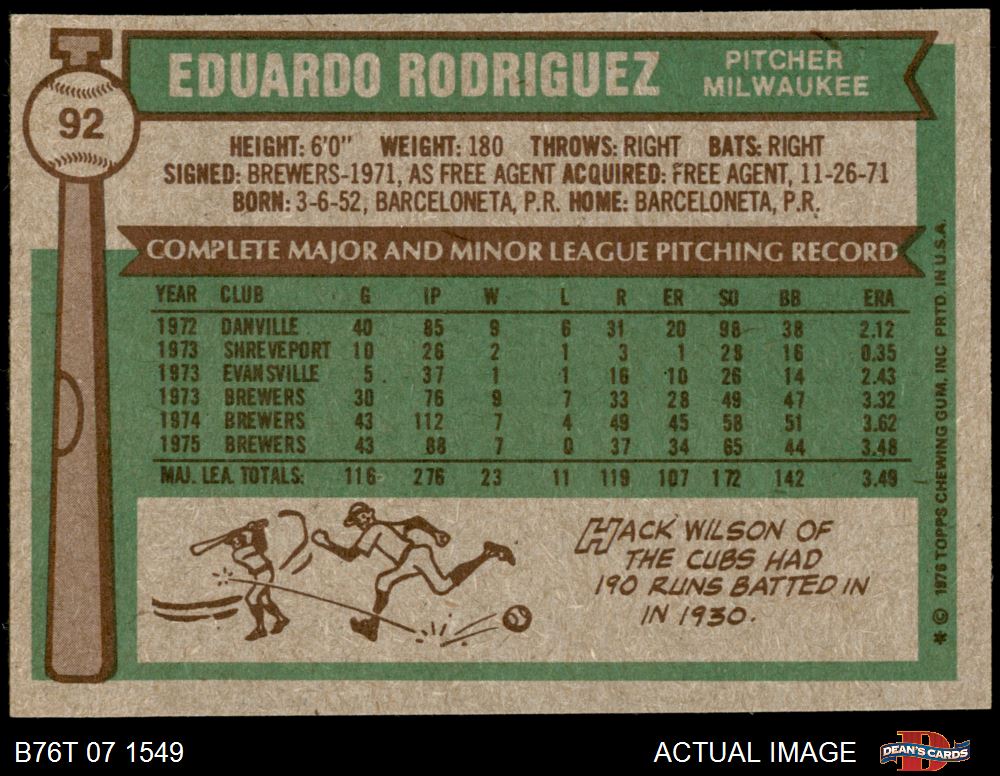 92
EDUARDO RODRIGUEZ
PITCHER
MILWAUKEE
HEIGHT: 6'0" WEIGHT: 180 THROWS: RIGHT BATS: RIGHT
SIGNED: BREWERS-1971, AS FREE AGENT ACQUIRED: FREE AGENT, 11-26-71
BORN: 3-6-52, BARCELONETA, P.R. HOME: BARCELONETA, P.R.
COMPLETE MAJOR AND MINOR LEAGUE PITCHING RECORD
YEAR CLUB G IP W L R ER SO BB ERA
1972 DANVILLE 40 85 9 6 31 20 98 38 2.12
1973 SHREVEPORT 10 26 2 1 3 1 28 16 0.35
1973 EVANSVILLE 5 37 1 1 16 10 26 14 2.43
1973 BREWERS 30 76 9 7 33 28 49 47 3.32
1974 BREWERS 43 112 7 4 49 45 58 51 3.62
1975 BREWERS 43 88 7 0 37 34 65 44 3.48
MAJ. LEA. TOTALS: 116 276 23 11 119 107 172 142 3.49
HACK WILSON OF
THE CUBS HAD
190 RUNS BATTED IN
IN 1930.
* © 1976 TOPPS CHEWING GUM, INC PRTD. IN U.S.A.
B76T 07 1549
ACTUAL IMAGE
D
DEAN'S CARDS